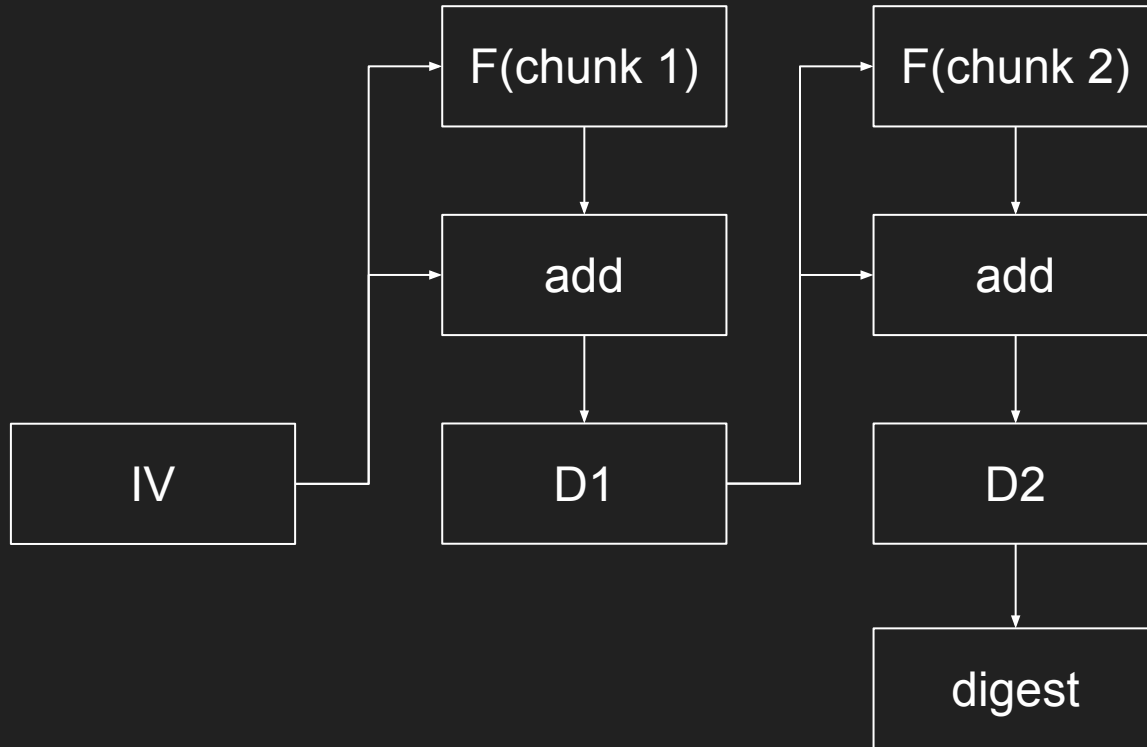 F(chunk 1)
F(chunk 2)
add
add
IV
D1
D2
digest